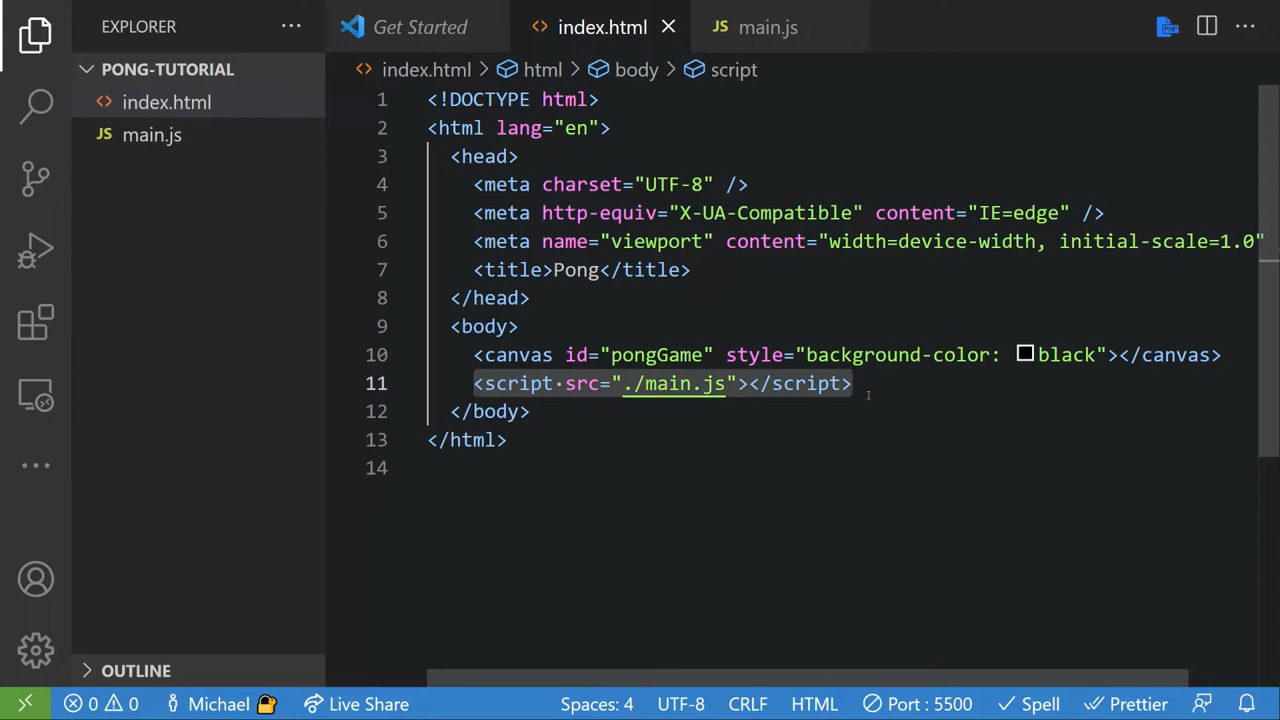 EXPLORER
Get Started
index.html
JS main.js
PONG-TUTORIAL
index.html > html > body > script
index.html
JS main.js
1 <!DOCTYPE html>
2 <html lang="en">
3 <head>
4 <meta charset="UTF-8" />
5 <meta http-equiv="X-UA-Compatible" content="IE=edge" />
6 <meta name="viewport" content="width=device-width, initial-scale=1.0"
7 <title>Pong</title>
8 </head>
9 <body>
10 <canvas id="pongGame" style="background-color: black"></canvas>
11 <script·src="./main.js"></script>
12 </body>
13 </html>
14
OUTLINE
0 0 Michael Live Share Spaces: 4 UTF-8 CRLF HTML Port : 5500 Spell Prettier